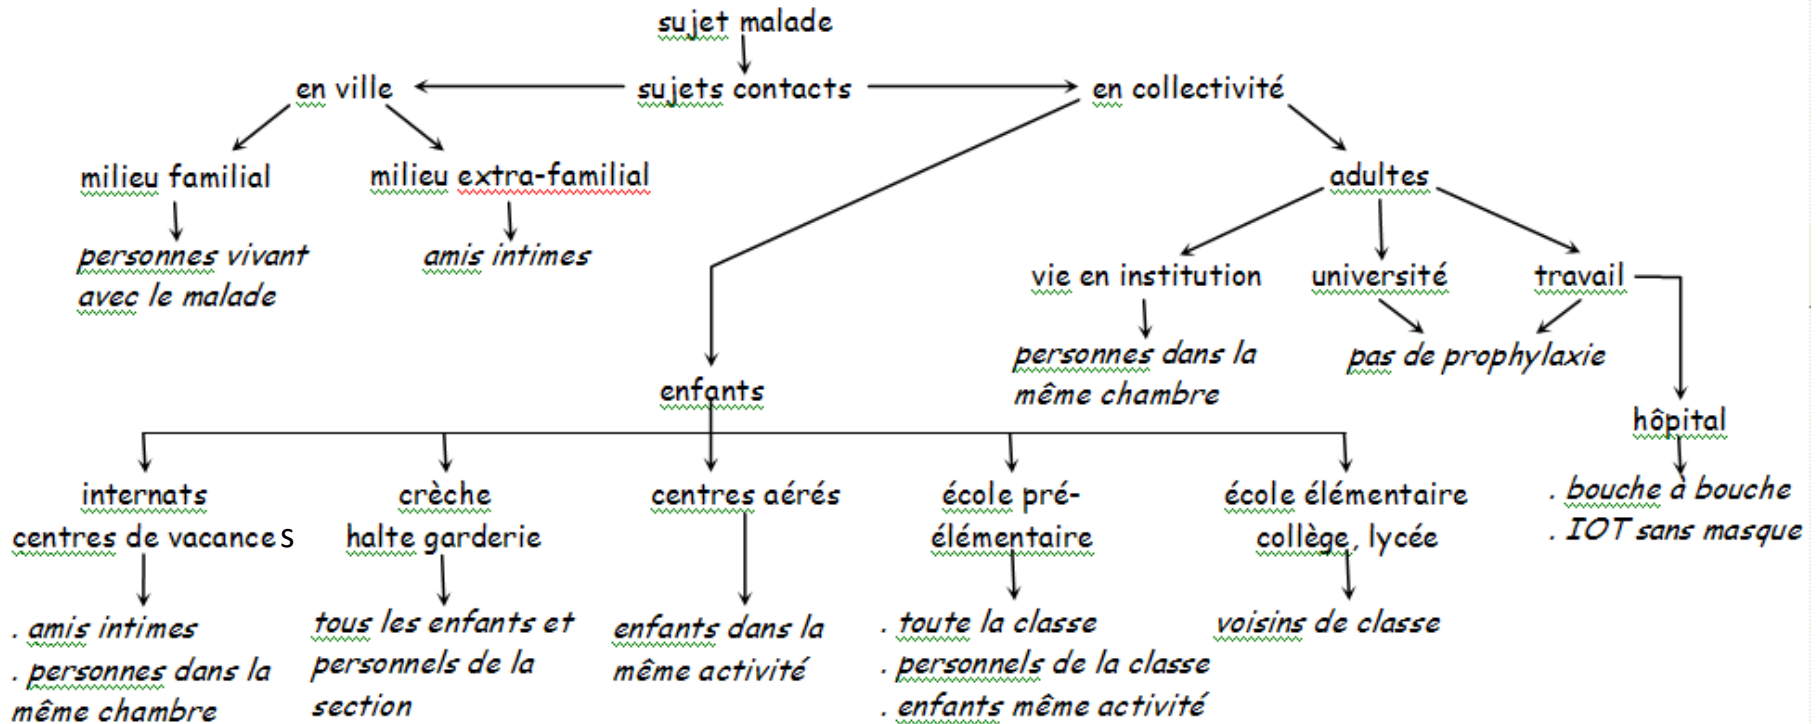 sujet malade
en ville
sujets contacts
en collectivité
milieu familial
milieu extra-familial
adultes
personnes vivant
avec le malade
amis intimes
vie en institution
université
travail
personnes dans la
même chambre
pas de prophylaxie
enfants
hôpital
. bouche à bouche
. IOT sans masque
internats
centres de vacances
crèche
halte garderie
centres aérés
école pré-
élémentaire
école élémentaire
collège, lycée
. amis intimes
. personnes dans la
même chambre
tous les enfants et
personnels de la
section
enfants dans la
même activité
. toute la classe
. personnels de la classe
. enfants même activité
voisins de classe